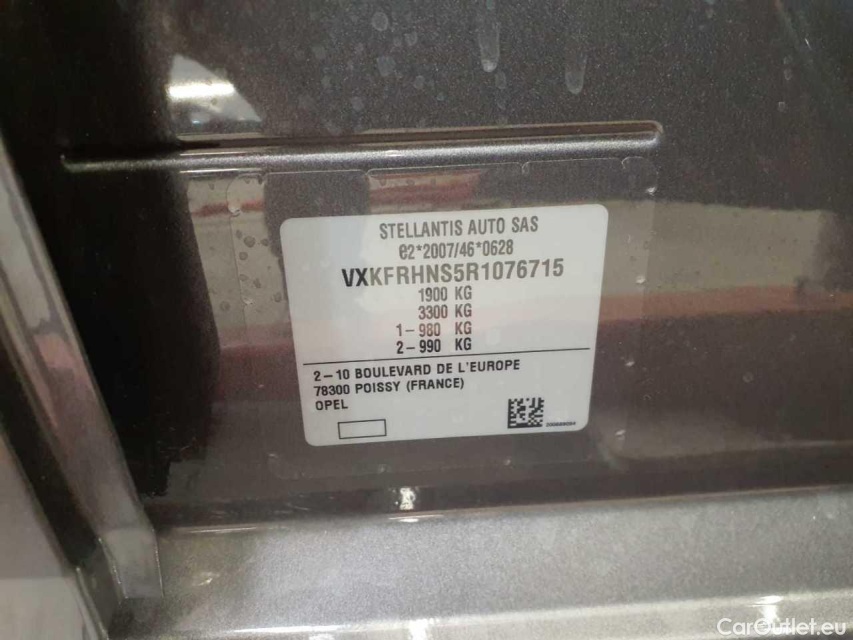 STELLANTIS AUTO SAS
e2*2007/46*0628
VXKFRHNS5R1076715
1900 KG
3300 KG
1-980 KG
2-990 KG
2-10 BOULEVARD DE L'EUROPE
78300 POISSY (FRANCE)
OPEL
CarOutlet.eu